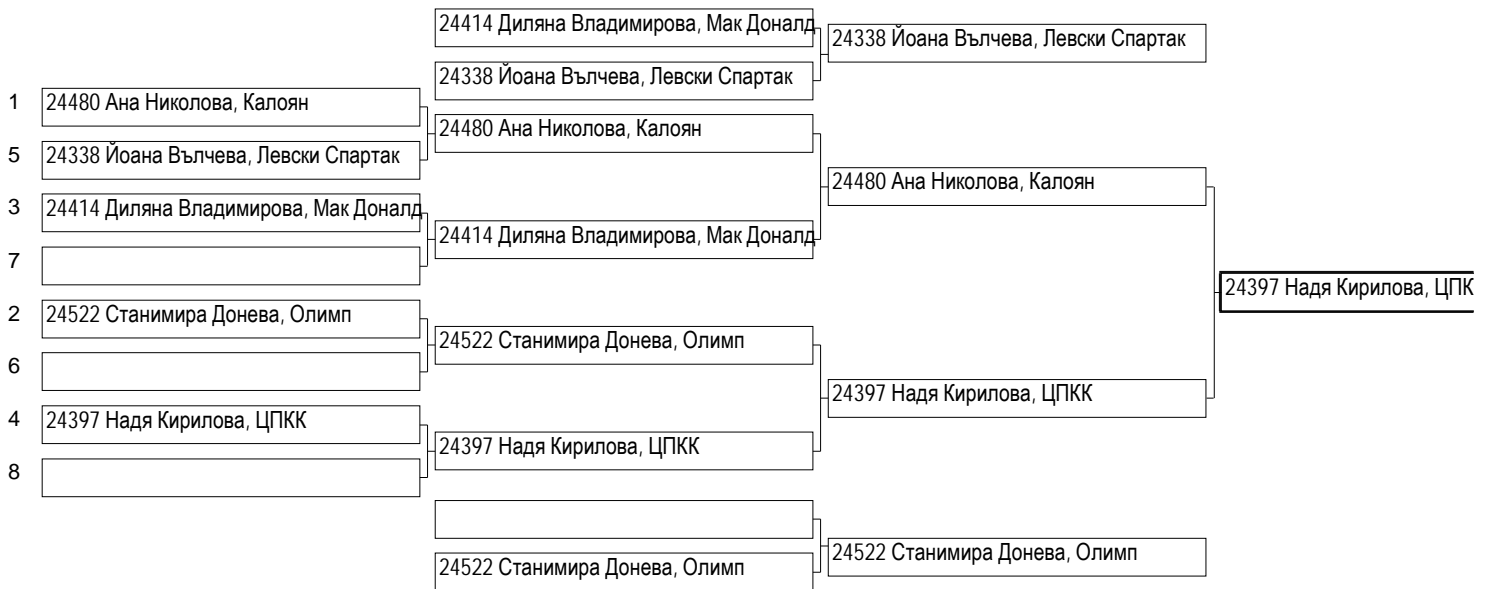 24414 Диляна Владимирова, Мак Доналд
24338 Йоана Вълчева, Левски Спартак
24338 Йоана Вълчева, Левски Спартак
1 24480 Ана Николова, Калоян
24480 Ана Николова, Калоян
5 24338 Йоана Вълчева, Левски Спартак
24480 Ана Николова, Калоян
3 24414 Диляна Владимирова, Мак Доналд
24414 Диляна Владимирова, Мак Доналд
7
24397 Надя Кирилова, ЦПК
2 24522 Станимира Донева, Олимп
24522 Станимира Донева, Олимп
6
24397 Надя Кирилова, ЦПКК
4 24397 Надя Кирилова, ЦПКК
24397 Надя Кирилова, ЦПКК
8
24522 Станимира Донева, Олимп
24522 Станимира Донева, Олимп